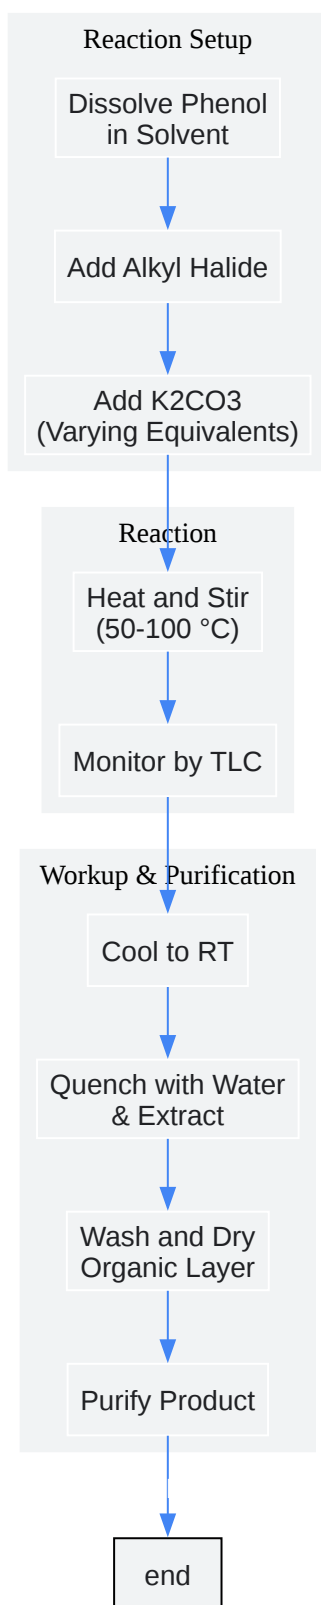 Reaction Setup
Dissolve Phenol
in Solvent
Add Alkyl Halide
Add K2CO3
(Varying Equivalents)
Reaction
Heat and Stir
(50-100 °C)
Monitor by TLC
Workup & Purification
Cool to RT
Quench with Water
& Extract
Wash and Dry
Organic Layer
Purify Product
end